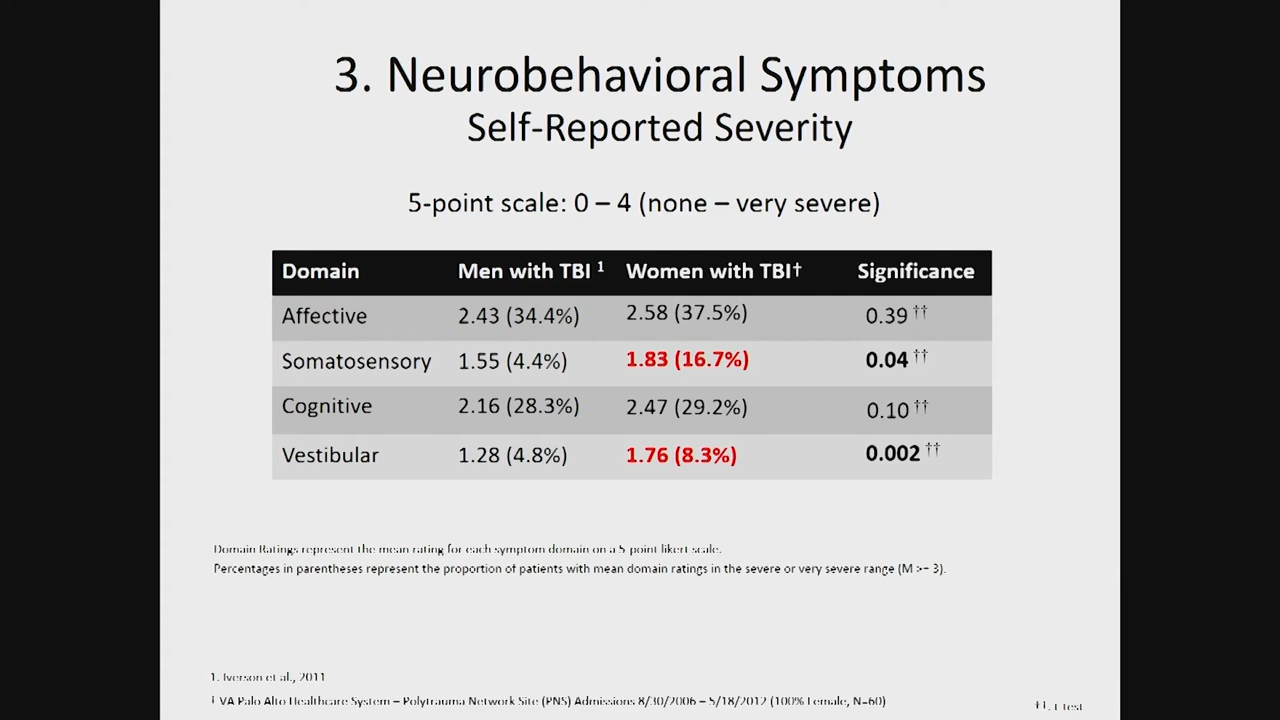 3. Neurobehavioral Symptoms
Self-Reported Severity
5-point scale: 0 – 4 (none – very severe)
Domain Men with TBI 1 Women with TBI† Significance
Affective 2.43 (34.4%) 2.58 (37.5%) 0.39 ††
Somatosensory 1.55 (4.4%) 1.83 (16.7%) 0.04 ††
Cognitive 2.16 (28.3%) 2.47 (29.2%) 0.10 ††
Vestibular 1.28 (4.8%) 1.76 (8.3%) 0.002 ††
Domain Ratings represent the mean rating for each symptom domain on a 5-point likert scale.
Percentages in parentheses represent the proportion of patients with mean domain ratings in the severe or very severe range (M >= 3).
1. Iverson et al., 2011
† VA Palo Alto Healthcare System – Polytrauma Network Site (PNS) Admissions 8/30/2006 – 5/18/2012 (100% Female, N=60)
††. t test